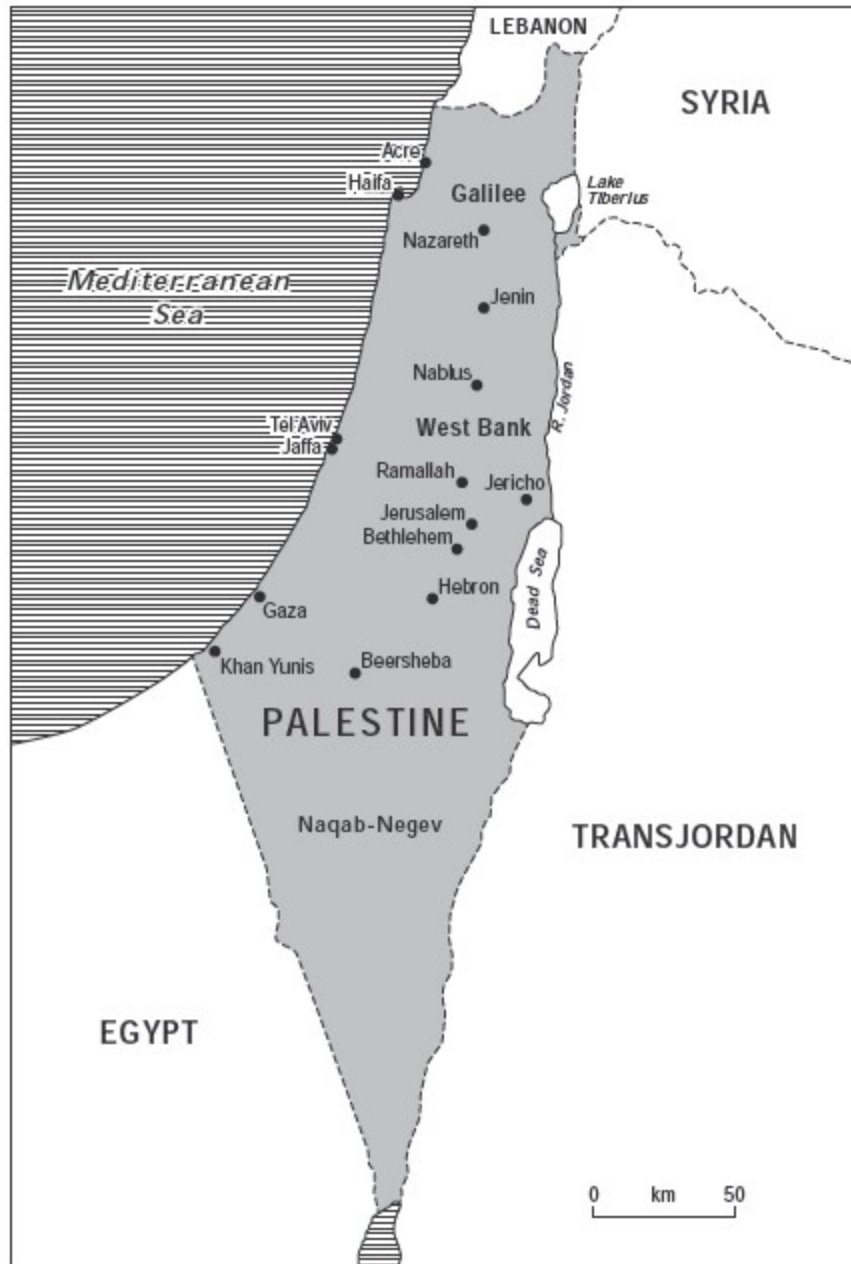 LEBANON
SYRIA
Acre
Haifa
Galilee
Lake
Tiberius
Nazareth
Mediterranean
Sea
Jenin
Nablus
R. Jordan
Tel Aviv
Jaffa
West Bank
Ramallah
Jericho
Jerusalem
Bethlehem
Dead Sea
Hebron
Gaza
Khan Yunis
Beersheba
PALESTINE
Naqab-Negev
TRANSJORDAN
EGYPT
0 km 50